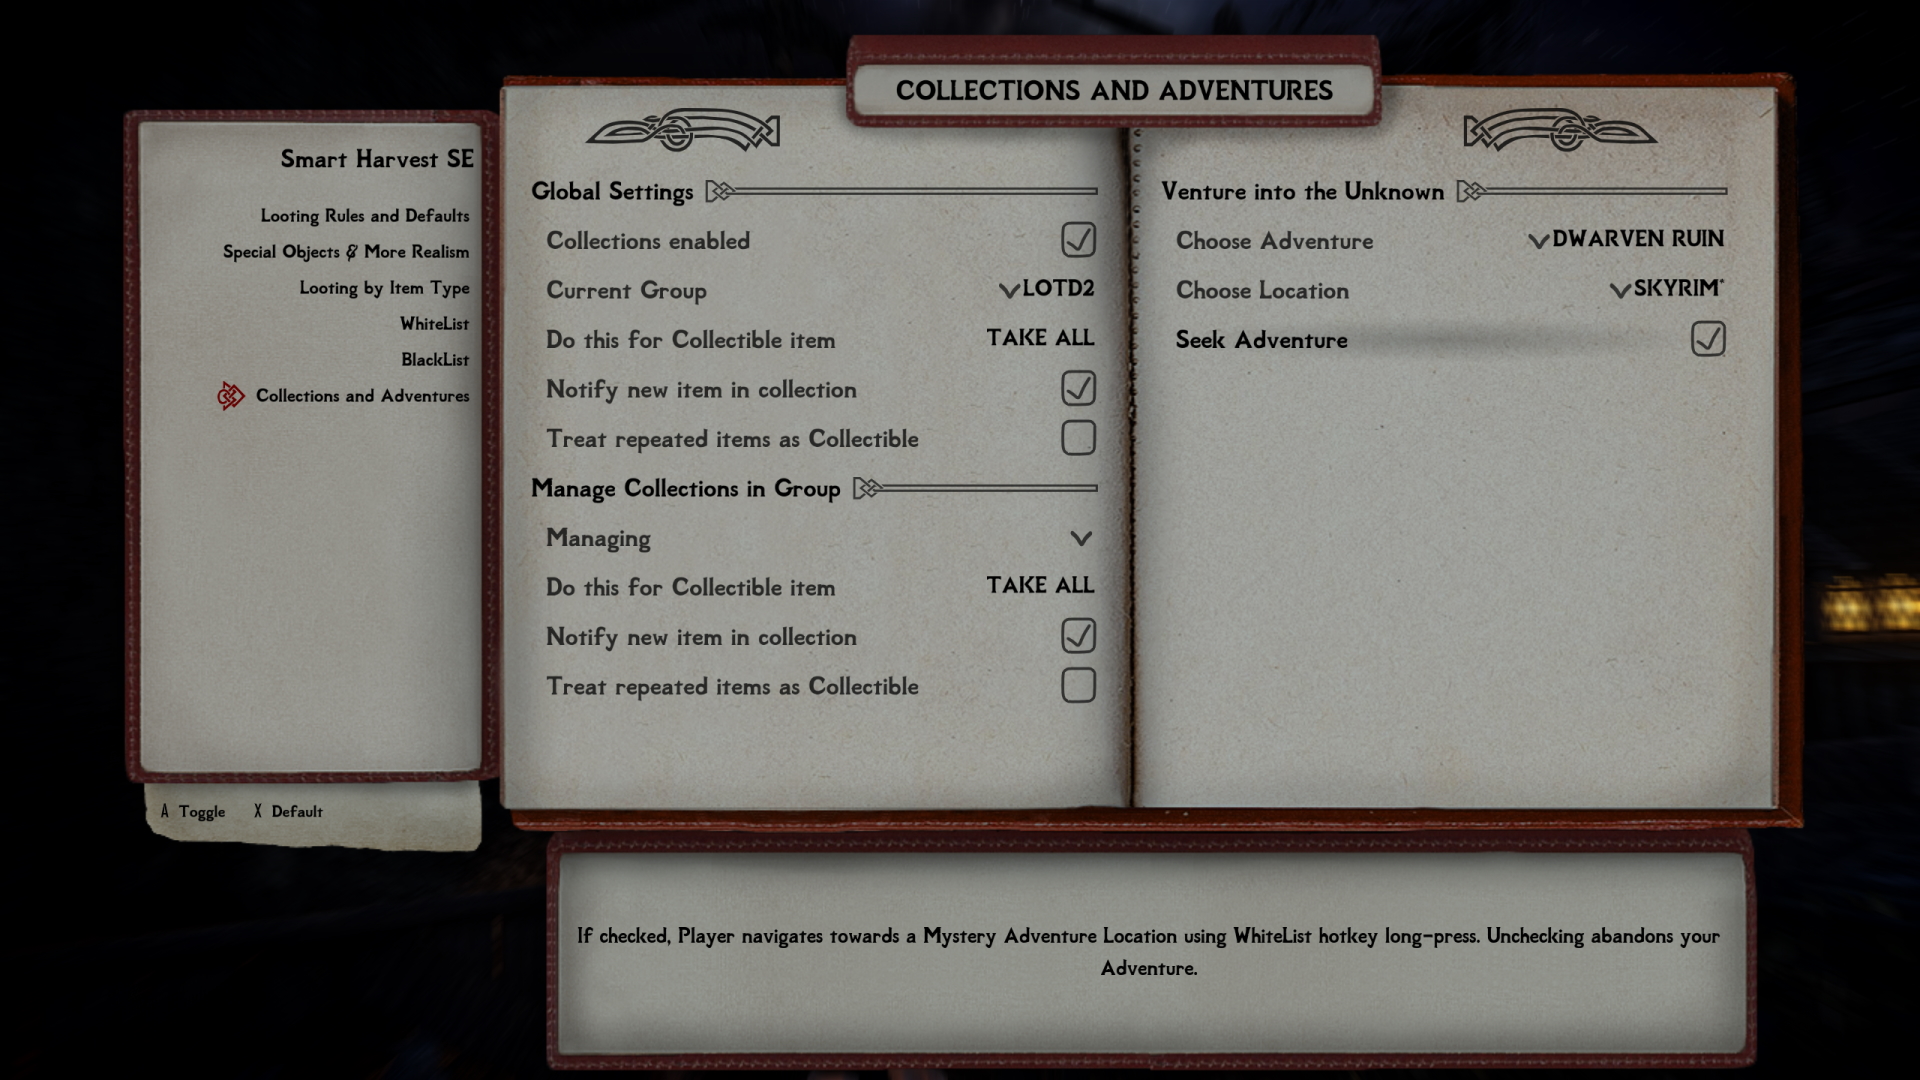 COLLECTIONS AND ADVENTURES
Smart Harvest SE
Looting Rules and Defaults
Special Objects & More Realism
Looting by Item Type
WhiteList
BlackList
Collections and Adventures
A Toggle X Default
Global Settings
Collections enabled
Current Group LOTD2
Do this for Collectible item TAKE ALL
Notify new item in collection
Treat repeated items as Collectible
Manage Collections in Group
Managing
Do this for Collectible item TAKE ALL
Notify new item in collection
Treat repeated items as Collectible
Venture into the Unknown
Choose Adventure DWARVEN RUIN
Choose Location SKYRIM*
Seek Adventure
If checked, Player navigates towards a Mystery Adventure Location using WhiteList hotkey long-press. Unchecking abandons your
Adventure.